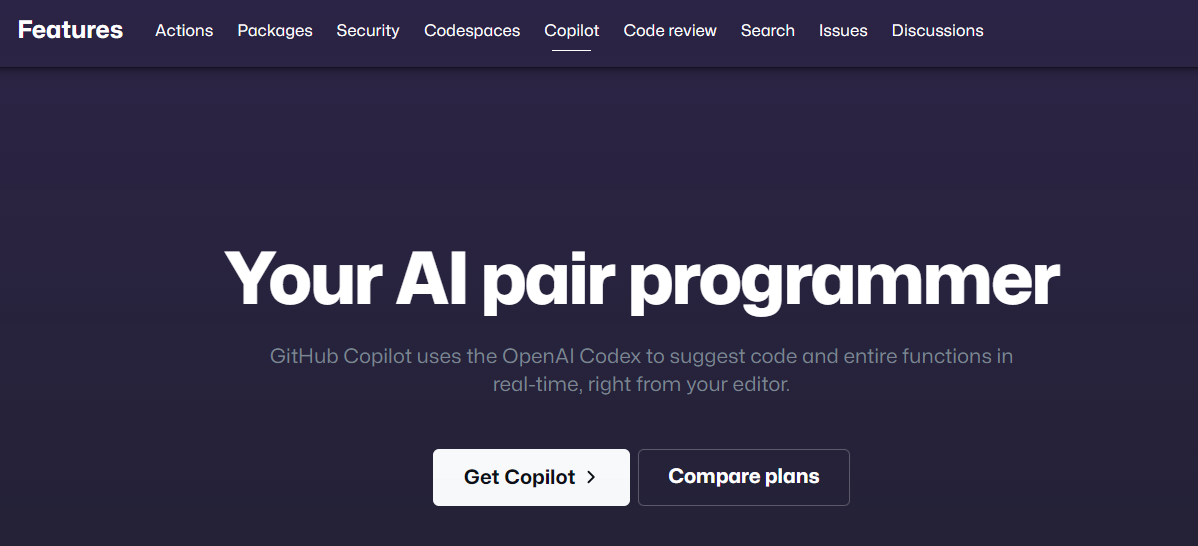 Features Actions Packages Security Codespaces Copilot Code review Search Issues Discussions
Your AI pair programmer
GitHub Copilot uses the OpenAI Codex to suggest code and entire functions in
real-time, right from your editor.
Get Copilot Compare plans